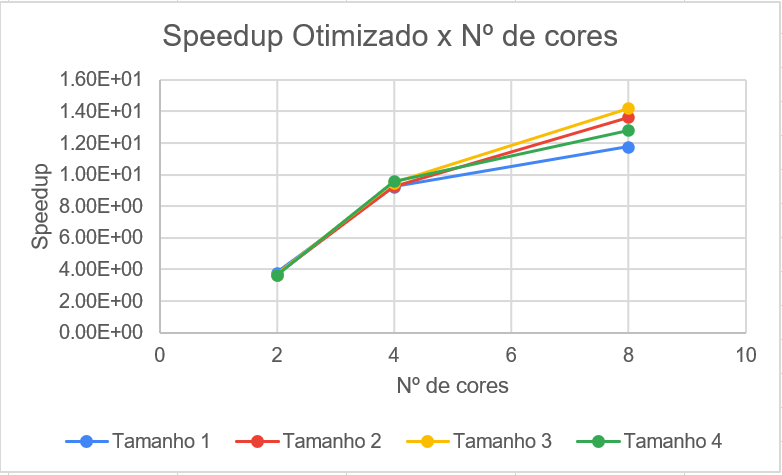 Speedup Otimizado x Nº de cores
1.60E+01
1.40E+01
1.20E+01
1.00E+01
8.00E+00
6.00E+00
4.00E+00
2.00E+00
0.00E+00
Speedup
0 2 4 6 8 10
Nº de cores
Tamanho 1 Tamanho 2 Tamanho 3 Tamanho 4